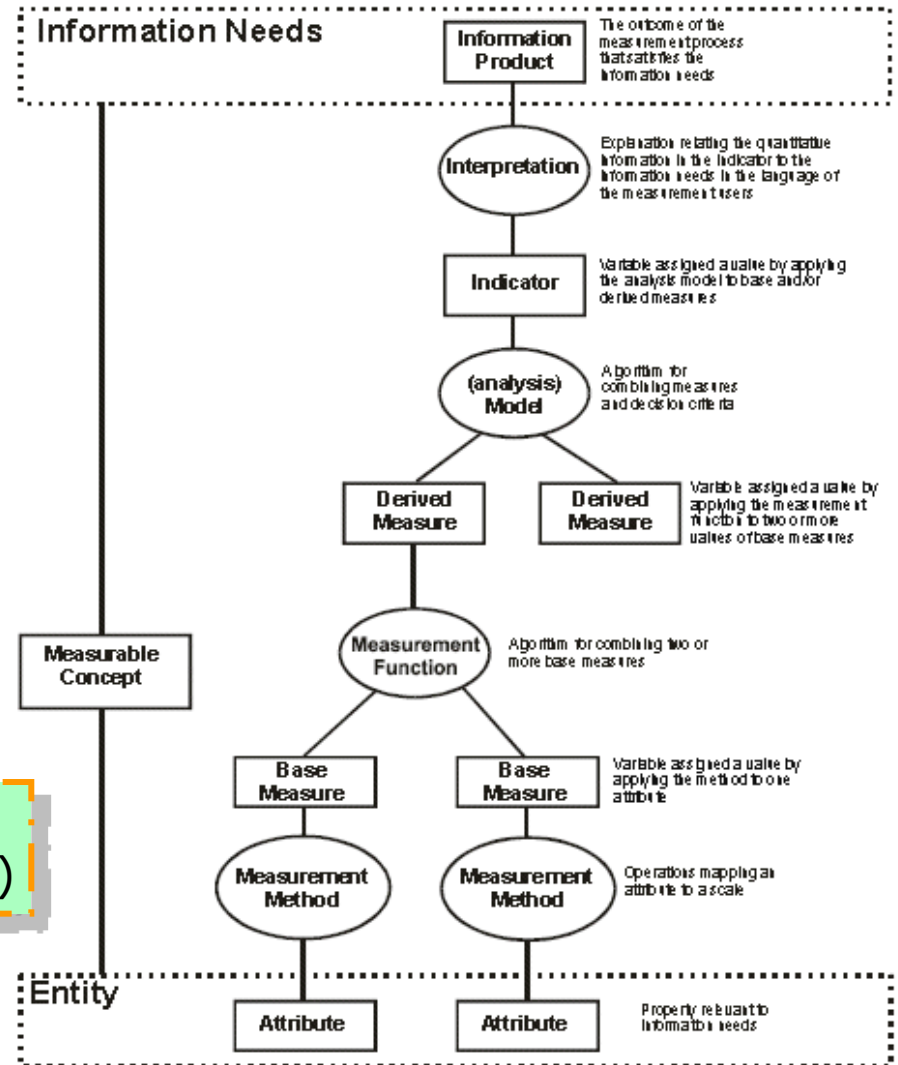 Information Needs
Information
Product
The outcome of the
measurement process
that satisfies the
information needs
Interpretation
Explanation relating the quantitative
information in the indicator to the
information needs in the language of
the measurement users
Indicator
Variable assigned a value by applying
the analysis model to base and/or
derived measures
(analysis)
Model
Algorithm for
combining measures
and decision criteria
Derived
Measure
Derived
Measure
Variable assigned a value by
applying the measurement
function to two or more
values of base measures
Measurement
Function
Algorithm for combining two or
more base measures
Measurable
Concept
Base
Measure
Base
Measure
Variable assigned a value by
applying the method to one
attribute
)
Measurement
Method
Measurement
Method
Operations mapping an
attribute to a scale
Entity
Attribute
Attribute
Property relevant to
information needs